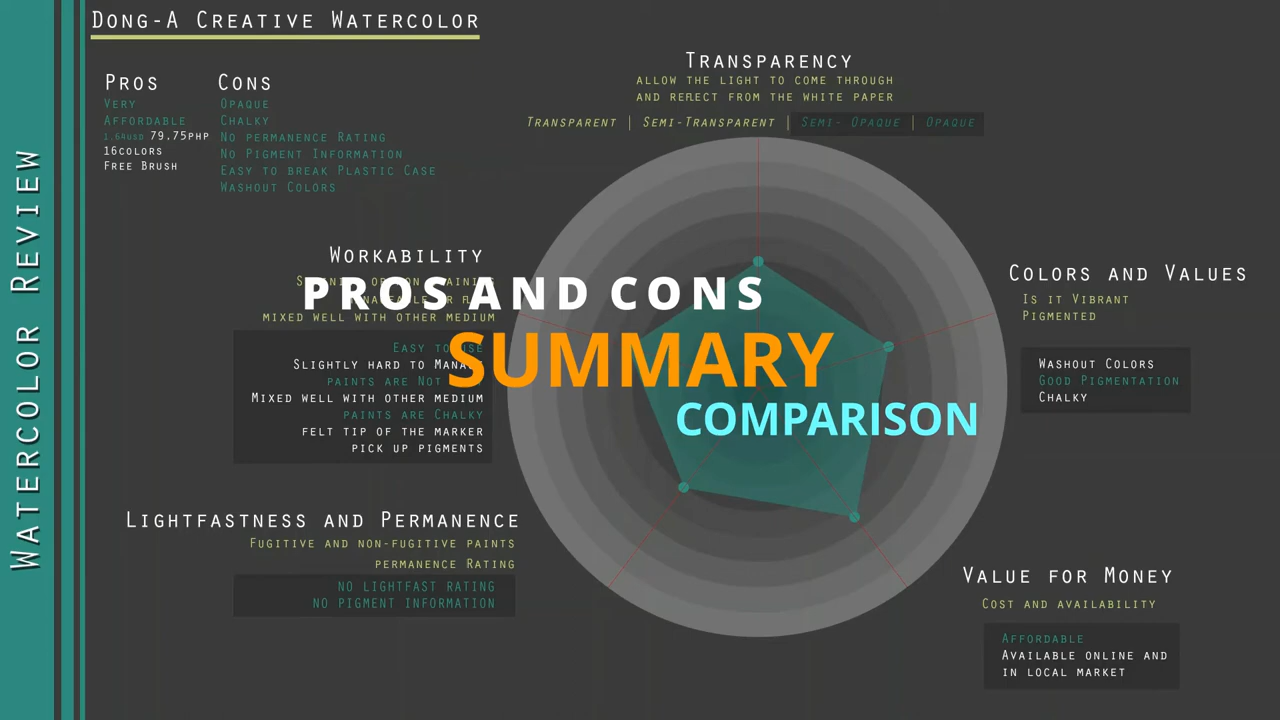 Watercolor Review
Dong-A Creative Watercolor
Pros
Very
Affordable
1.64usd 79.75php
16colors
Free Brush
Cons
Opaque
Chalky
No permanence Rating
No Pigment Information
Easy to break Plastic Case
Washout Colors
Transparency
allow the light to come through
and reflect from the white paper
Transparent | Semi-Transparent | Semi- Opaque | Opaque
Workability
mixed well with other medium
Easy to use
Slightly hard to
paints are Not
Mixed well with other medium
paints are Chalky
felt tip of the marker
pick up pigments
PROS AND CONS
SUMMARY
COMPARISON
Colors and Values
Is it Vibrant
Pigmented
Washout Colors
Good Pigmentation
Chalky
Lightfastness and Permanence
Fugitive and non-fugitive paints
permanence Rating
no lightfast rating
no pigment information
Value for Money
Cost and availability
Affordable
Available online and
in local market